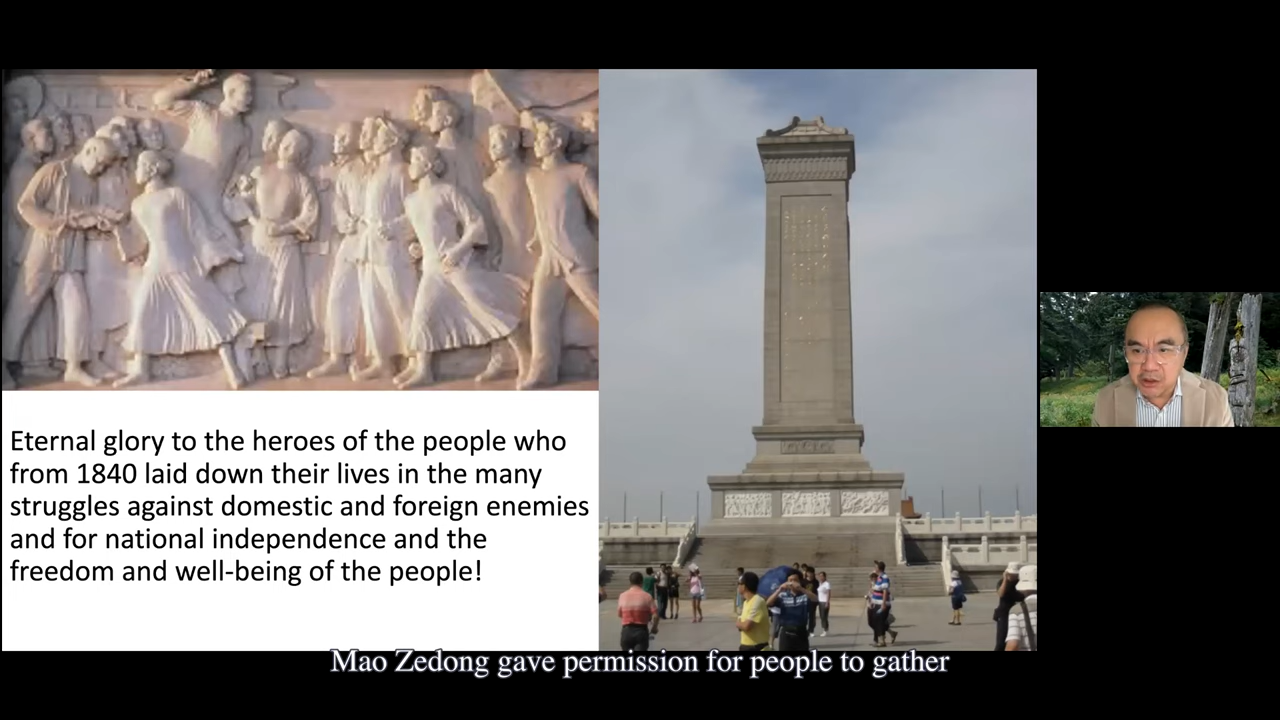 Eternal glory to the heroes of the people who
from 1840 laid down their lives in the many
struggles against domestic and foreign enemies
and for national independence and the
freedom and well-being of the people!
Mao Zedong gave permission for people to gather